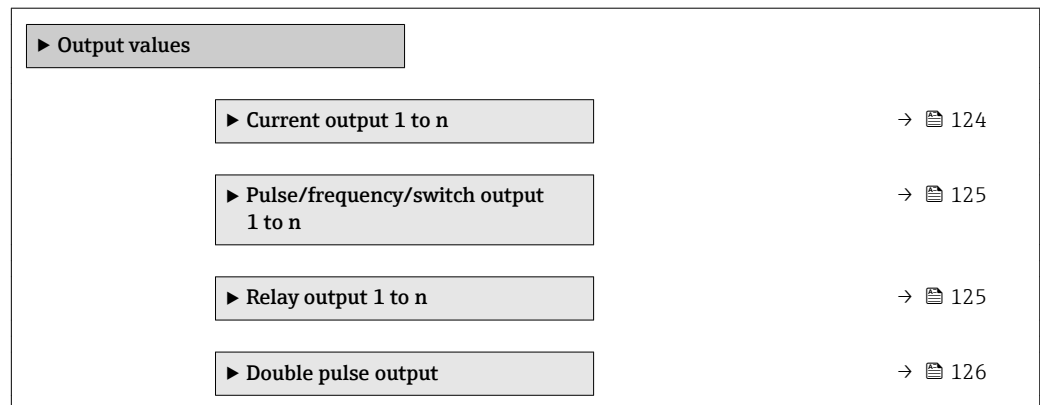 ▶ Output values
▶ Current output 1 to n → 124
▶ Pulse/frequency/switch output
1 to n → 125
▶ Relay output 1 to n → 125
▶ Double pulse output → 126